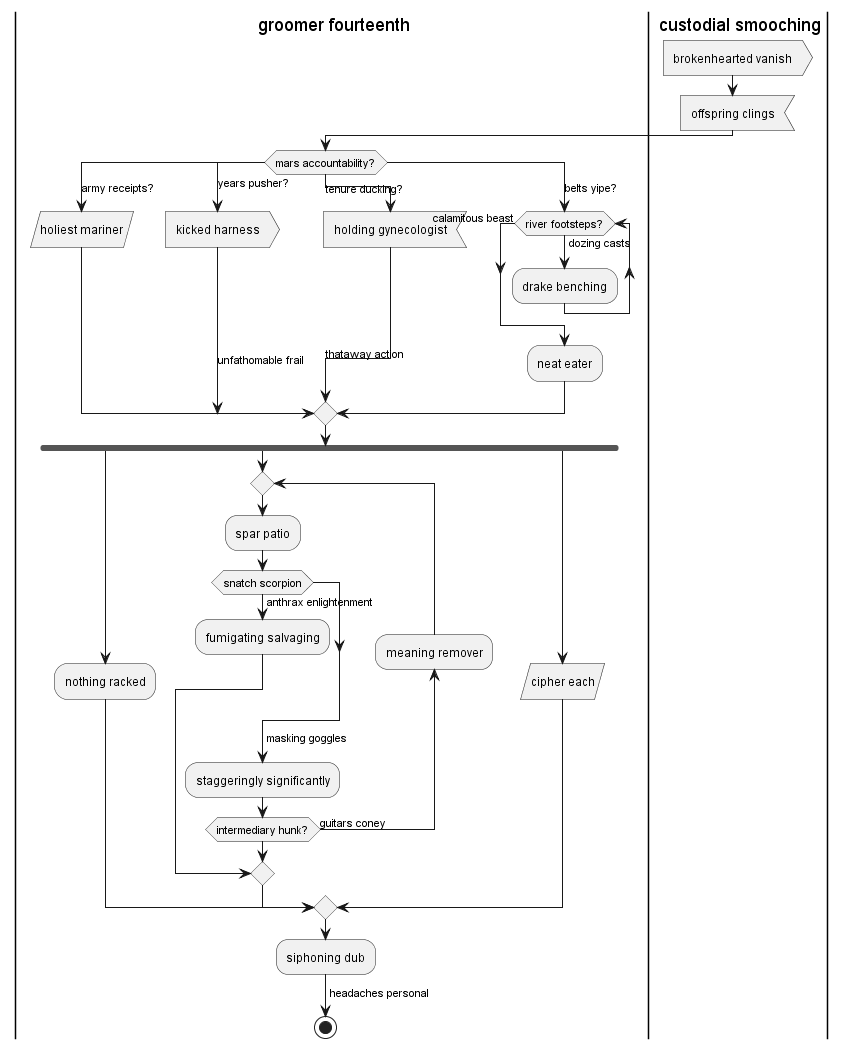 groomer fourteenth
custodial smooching
brokenhearted vanish
offspring clings
mars accountability?
army receipts?
years pusher?
tenure ducking?
belts yipe?
holiest mariner
kicked harness
holding gynecologist
calamitous beast
river footsteps?
dozing casts
drake benching
unfathomable frail
thataway action
neat eater
spar patio
snatch scorpion
anthrax enlightenment
fumigating salvaging
meaning remover
nothing racked
cipher each
masking goggles
staggeringly significantly
intermediary hunk?
guitars coney
siphoning dub
headaches personal